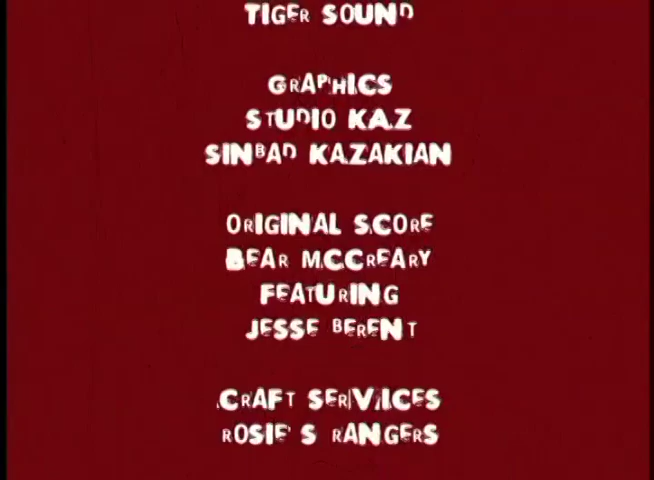 TIGER SOUND
GRAPHICS
STUDIO KAZ
SINBAD KAZAKIAN
ORIGINAL SCORE
BEAR MCCREARY
FEATURING
JESSE BERENT
CRAFT SERVICES
ROSIE'S RANGERS